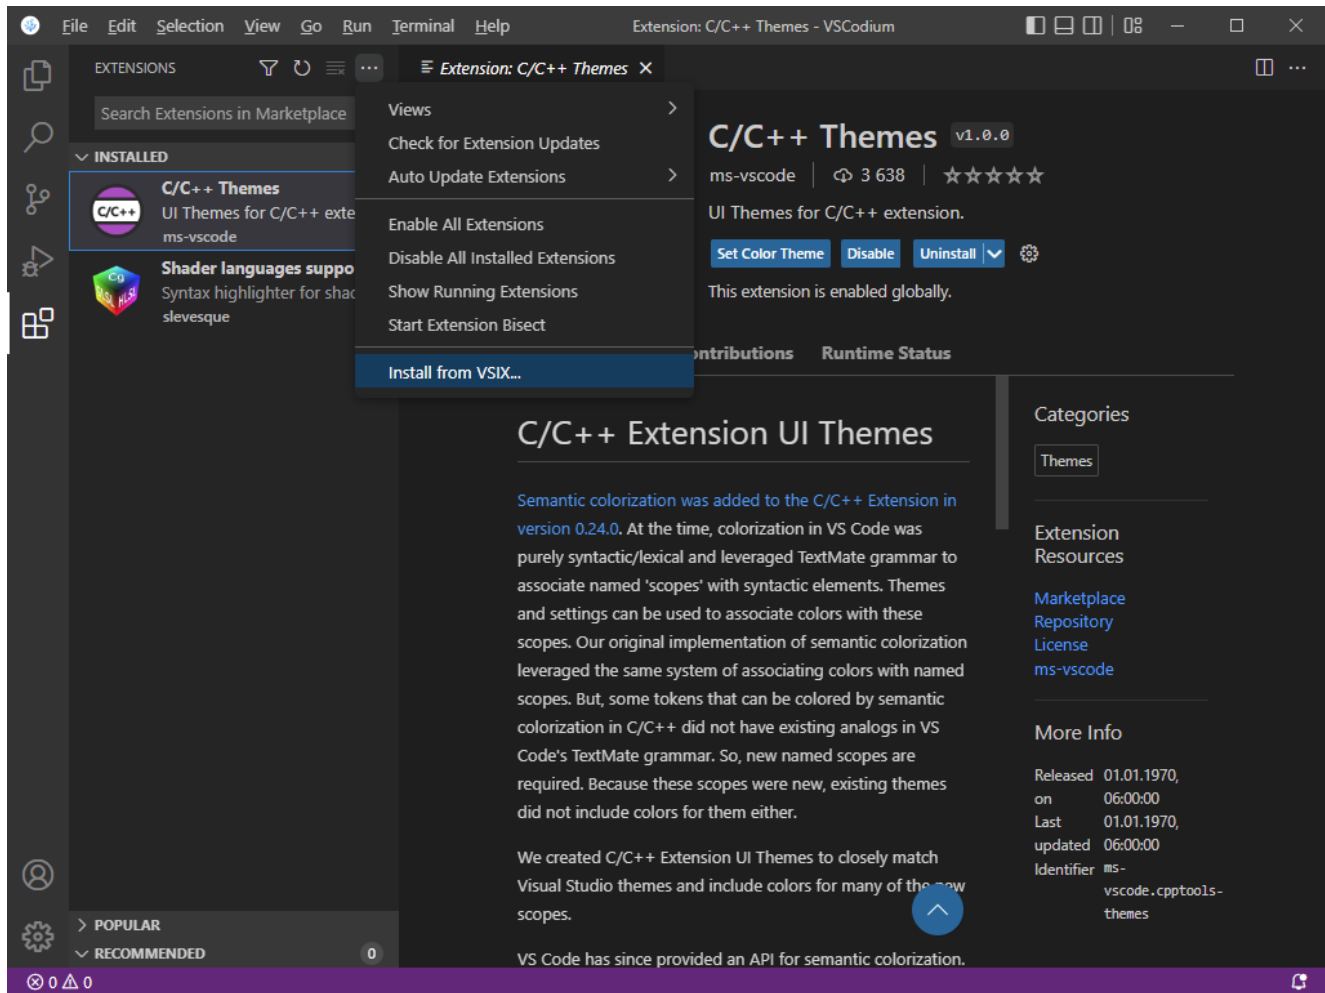 File Edit Selection View Go Run Terminal Help Extension: C/C++ Themes - VSCodium
EXTENSIONS
Extension: C/C++ Themes
Search Extensions in Marketplace
INSTALLED
C/C++
C/C++ Themes
UI Themes for C/C++ exte
ms-vscode
Cg
GLSL HLSL
Shader languages suppo
Syntax highlighter for shad
slevesque
Views
Check for Extension Updates
Auto Update Extensions
Enable All Extensions
Disable All Installed Extensions
Show Running Extensions
Start Extension Bisect
Install from VSIX...
C/C++ Themes v1.0.0
ms-vscode 3 638
UI Themes for C/C++ extension.
Set Color Theme Disable Uninstall
This extension is enabled globally.
ontributions Runtime Status
C/C++ Extension UI Themes
Semantic colorization was added to the C/C++ Extension in
version 0.24.0. At the time, colorization in VS Code was
purely syntactic/lexical and leveraged TextMate grammar to
associate named 'scopes' with syntactic elements. Themes
and settings can be used to associate colors with these
scopes. Our original implementation of semantic colorization
leveraged the same system of associating colors with named
scopes. But, some tokens that can be colored by semantic
colorization in C/C++ did not have existing analogs in VS
Code's TextMate grammar. So, new named scopes are
required. Because these scopes were new, existing themes
did not include colors for them either.
We created C/C++ Extension UI Themes to closely match
Visual Studio themes and include colors for many of the new
scopes.
VS Code has since provided an API for semantic colorization.
Categories
Themes
Extension
Resources
Marketplace
Repository
License
ms-vscode
More Info
Released 01.01.1970,
on 06:00:00
Last 01.01.1970,
updated 06:00:00
Identifier ms-
vscode.cpptools-
themes
POPULAR
RECOMMENDED 0
0 0